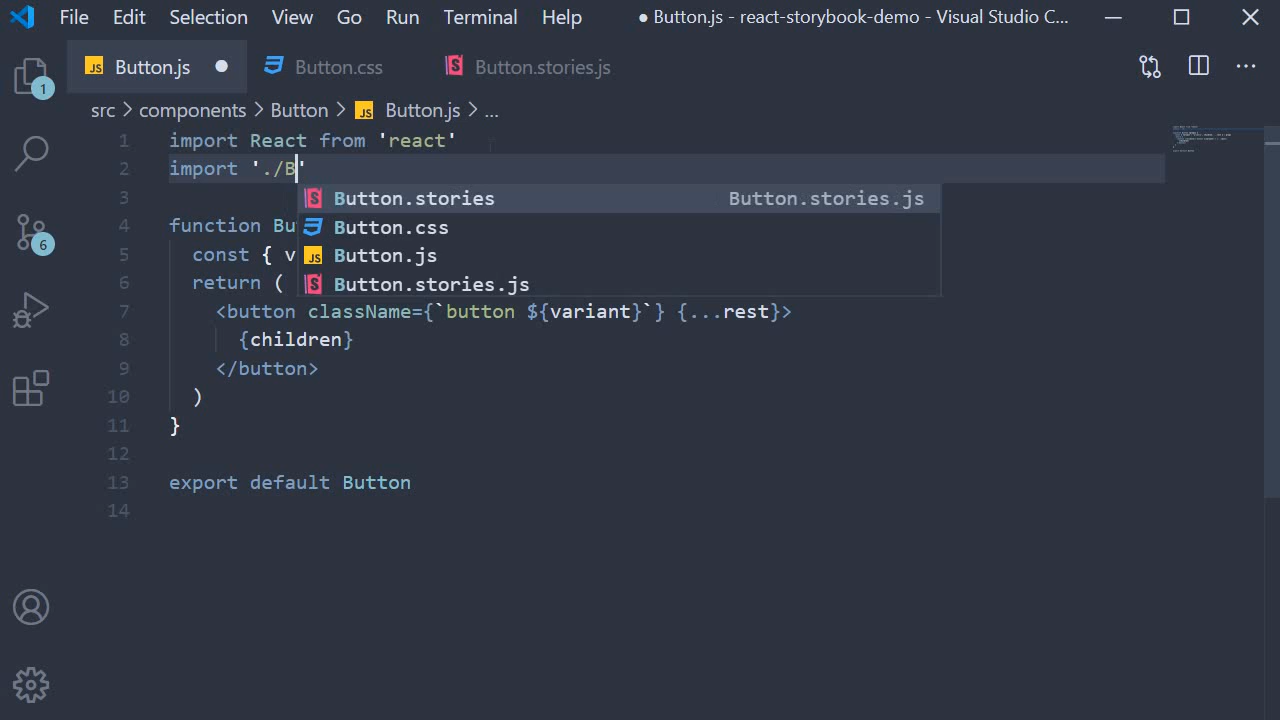 File Edit Selection View Go Run Terminal Help ● Button.js - react-storybook-demo - Visual Studio C...
JS Button.js ● Button.css S Button.stories.js ...
1
6
src > components > Button > JS Button.js > ...
1 import React from 'react'
2 import './B'
3
4 function Bu
5 const { v
6 return (
7 <button className={`button ${variant}`} {...rest}>
8 {children}
9 </button>
10 )
11 }
12
13 export default Button
14
S Button.stories Button.stories.js
Button.css
JS Button.js
S Button.stories.js